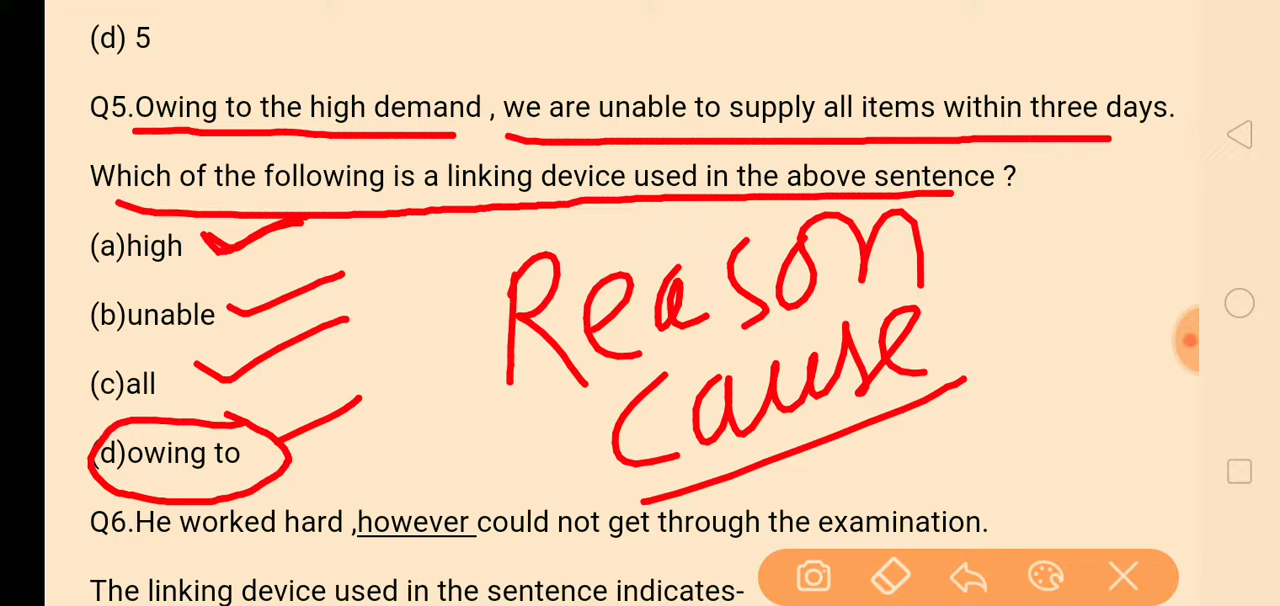 (d) 5
Q5.Owing to the high demand , we are unable to supply all items within three days.
Which of the following is a linking device used in the above sentence ?
(a)high
(b)unable
(c)all
(d)owing to
Reason
cause
Q6.He worked hard ,however could not get through the examination.
The linking device used in the sentence indicates-